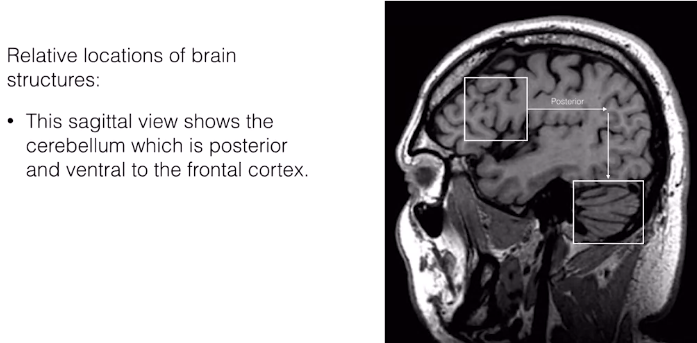 Relative locations of brain
structures:
• This sagittal view shows the
cerebellum which is posterior
and ventral to the frontal cortex.
Posterior